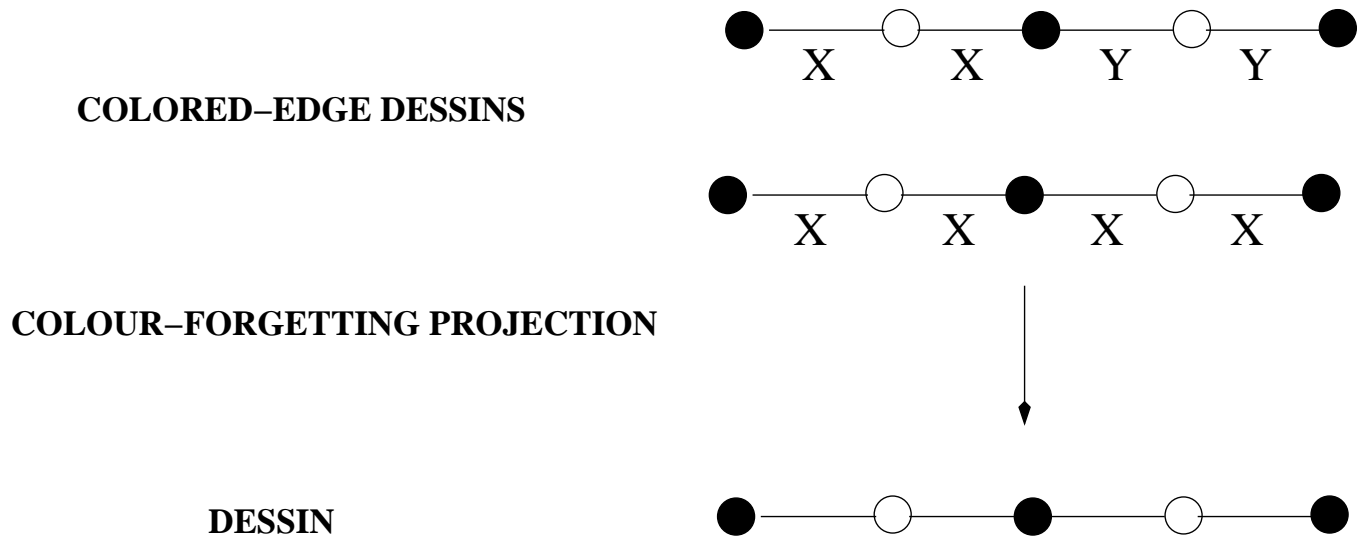 X X Y Y
COLORED–EDGE DESSINS
X X X X
COLOUR–FORGETTING PROJECTION
DESSIN